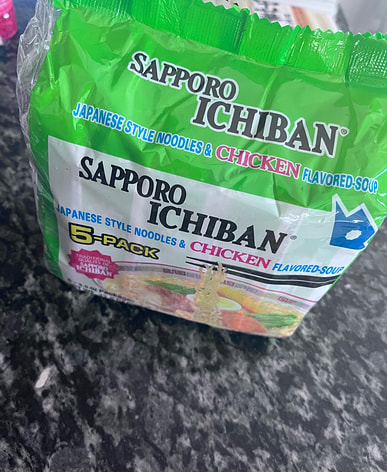 SAPPORO
ICHIBAN®
JAPANESE STYLE NOODLES & CHICKEN FLAVORED-SOUP
SAPPORO
ICHIBAN®
JAPANESE STYLE NOODLES & CHICKEN FLAVORED-SOUP
5-PACK
SAPPORO
ICHIBAN